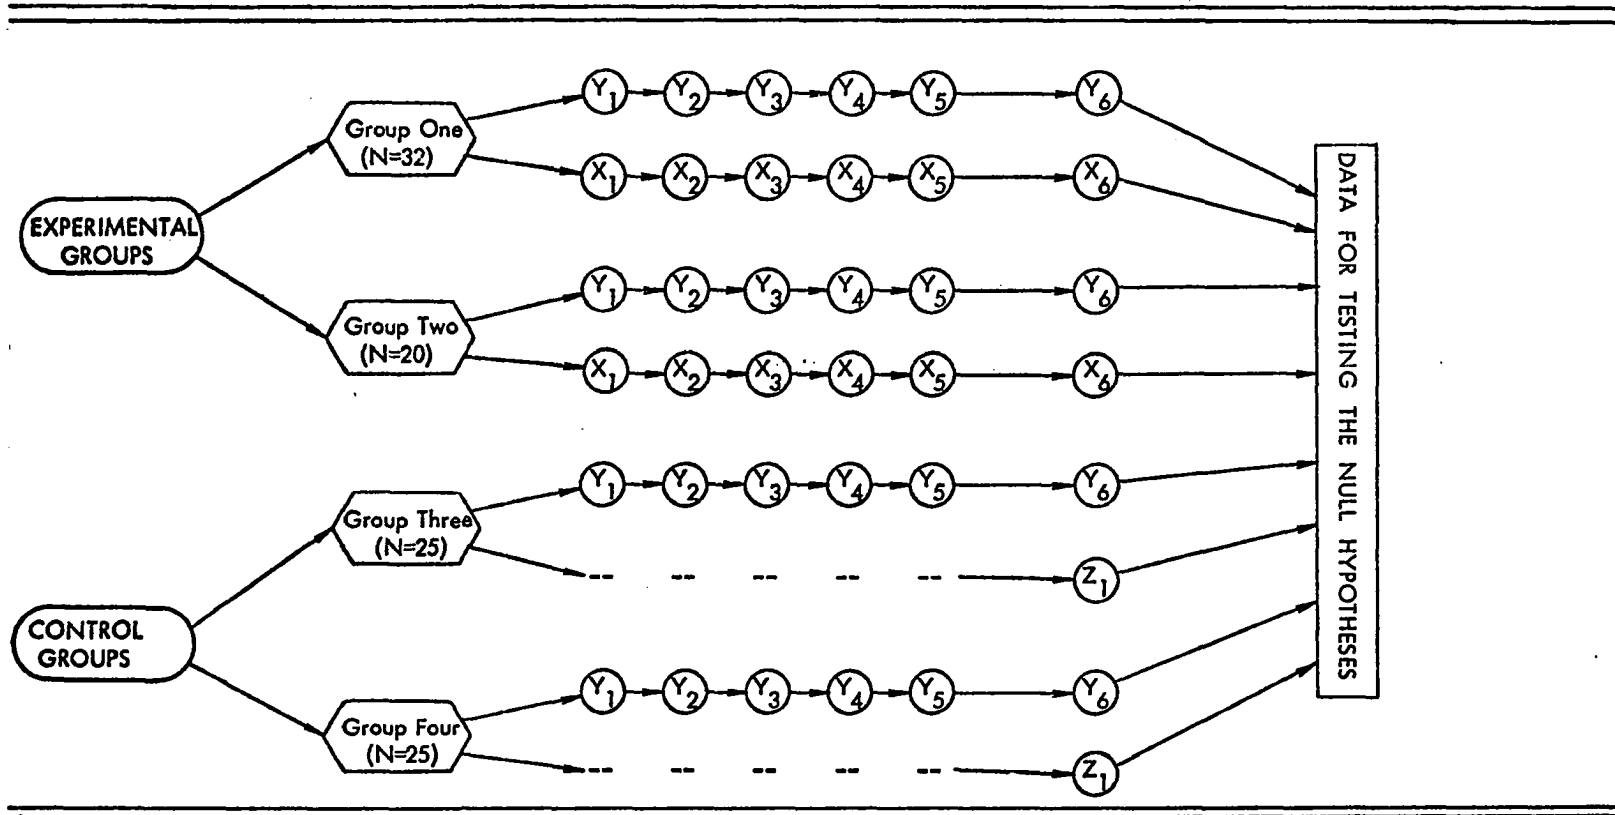 Y1 Y2 Y3 Y4 Y5 Y6
Group One
(N=32)
X1 X2 X3 X4 X5 X6
EXPERIMENTAL
GROUPS
Y1 Y2 Y3 Y4 Y5 Y6
Group Two
(N=20)
X1 X2 X3 X4 X5 X6
Y1 Y2 Y3 Y4 Y5 Y6
Group Three
(N=25)
-- -- -- -- -- Z1
CONTROL
GROUPS
Y1 Y2 Y3 Y4 Y5 Y6
Group Four
(N=25)
-- -- -- -- -- Z1
DATA FOR TESTING THE NULL HYPOTHESES